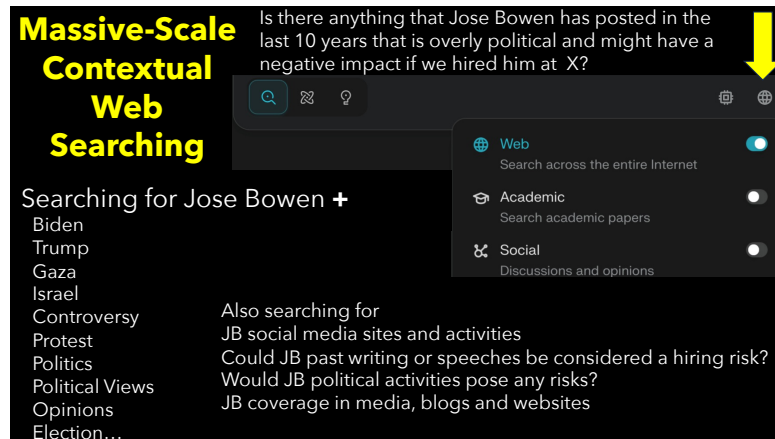 Massive-Scale
Contextual
Web
Searching
Is there anything that Jose Bowen has posted in the
last 10 years that is overly political and might have a
negative impact if we hired him at X?
Web
Search across the entire Internet
Academic
Search academic papers
Social
Discussions and opinions
Searching for Jose Bowen +
Biden
Trump
Gaza
Israel
Controversy
Protest
Politics
Political Views
Opinions
Election...
Also searching for
JB social media sites and activities
Could JB past writing or speeches be considered a hiring risk?
Would JB political activities pose any risks?
JB coverage in media, blogs and websites